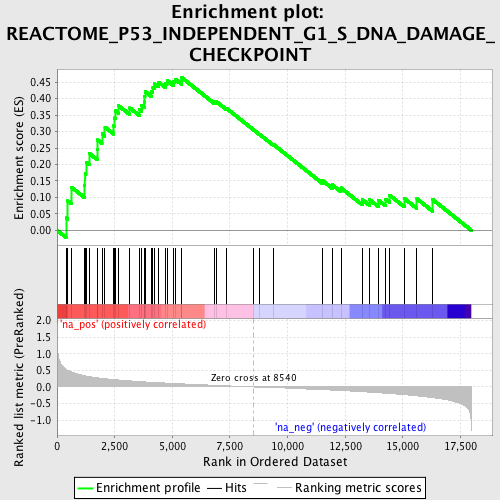 Enrichment plot:
REACTOME_P53_INDEPENDENT_G1_S_DNA_DAMAGE_
CHECKPOINT
Enrichment score (ES)
0.45
0.40
0.35
0.30
0.25
0.20
0.15
0.10
0.05
0.00
'na_pos' (positively correlated)
Ranked list metric (PreRanked)
2.0
1.5
1.0
0.5
0.0
-0.5
-1.0
Zero cross at 8540
'na_neg' (negatively correlated)
0 2,500 5,000 7,500 10,000 12,500 15,000 17,500
Rank in Ordered Dataset
Enrichment profile Hits Ranking metric scores